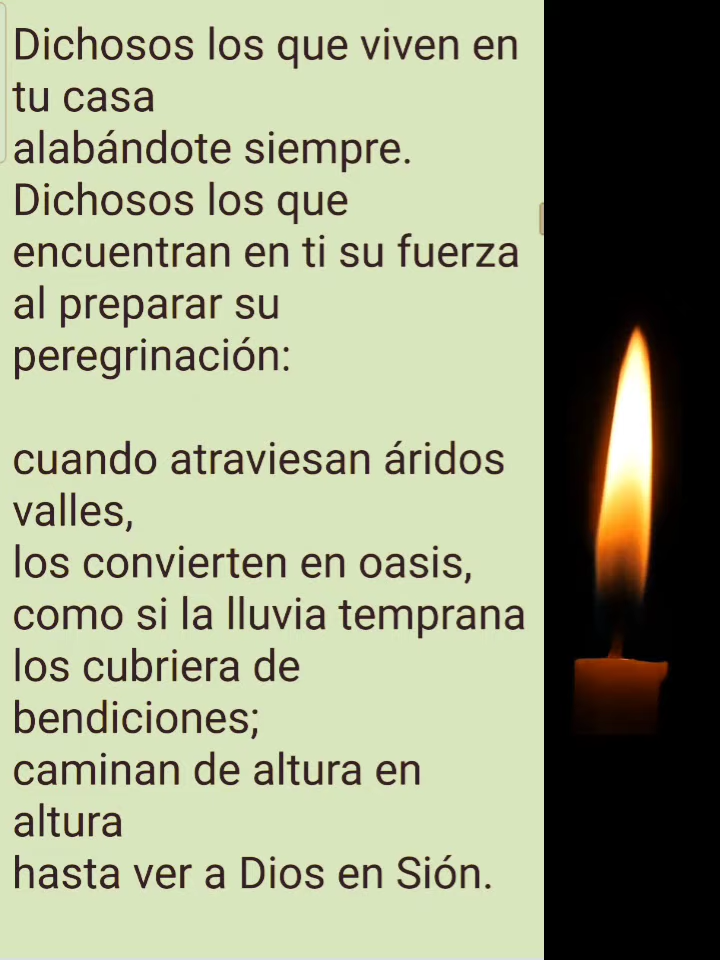 Dichosos los que viven en
tu casa
alabándote siempre.
Dichosos los que
encuentran en ti su fuerza
al preparar su
peregrinación:
cuando atraviesan áridos
valles,
los convierten en oasis,
como si la lluvia temprana
los cubriera de
bendiciones;
caminan de altura en
altura
hasta ver a Dios en Sión.